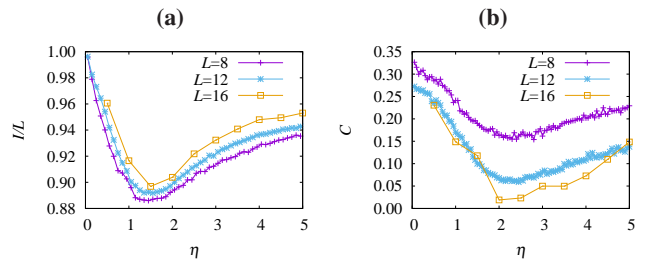 (a)
I/L
1.00
0.98
0.96
0.94
0.92
0.90
0.88
0 1 2 3 4 5
η
L=8
L=12
L=16
(b)
C
0.35
0.30
0.25
0.20
0.15
0.10
0.05
0.00
0 1 2 3 4 5
η
L=8
L=12
L=16